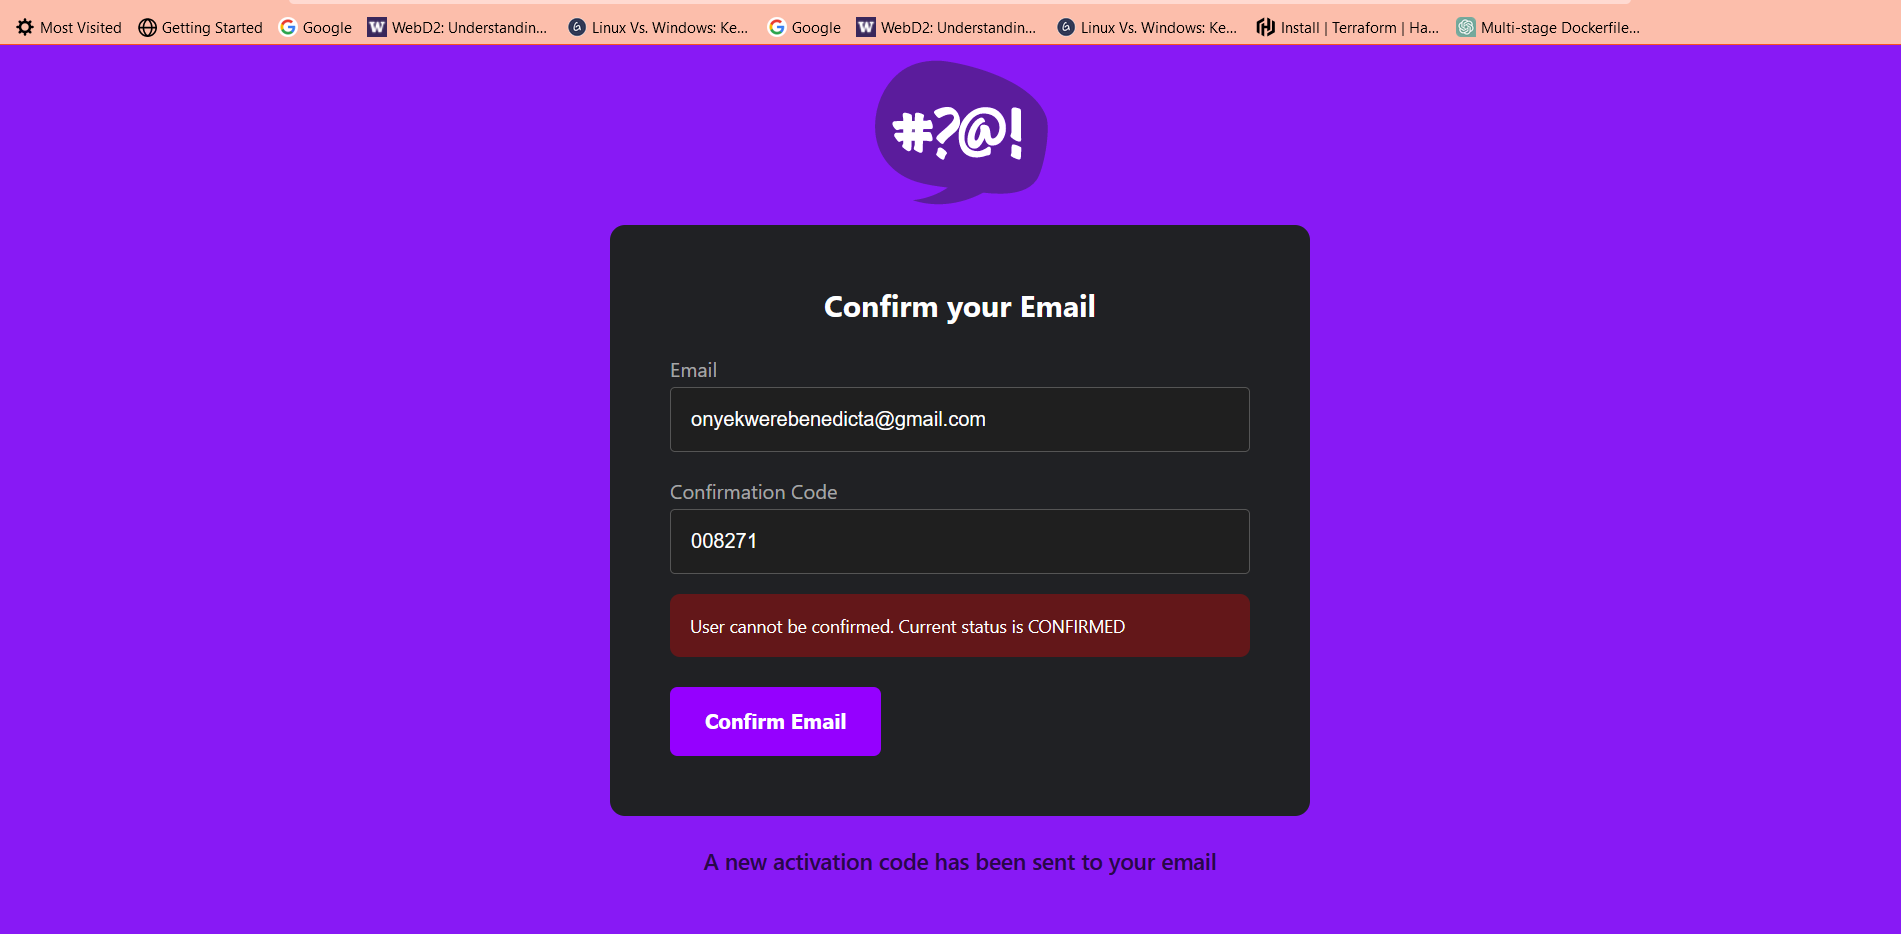 Most Visited Getting Started Google WebD2: Understandin... Linux Vs. Windows: Ke... Google WebD2: Understandin... Linux Vs. Windows: Ke... Install | Terraform | Ha... Multi-stage Dockerfile...
#?@!
Confirm your Email
Email
onyekwerebenedicta@gmail.com
Confirmation Code
008271
User cannot be confirmed. Current status is CONFIRMED
Confirm Email
A new activation code has been sent to your email